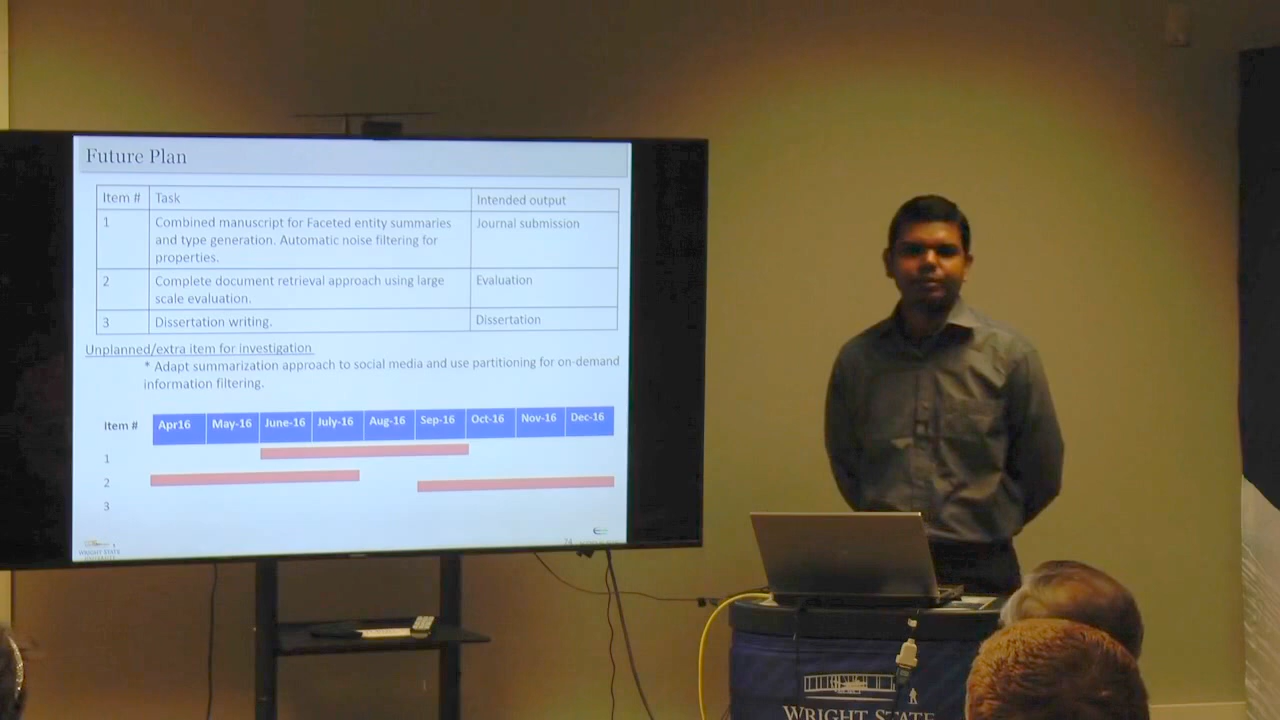 Future Plan
Item # Task Intended output
1 Combined manuscript for Faceted entity summaries Journal submission
and type generation. Automatic noise filtering for
properties.
2 Complete document retrieval approach using large Evaluation
scale evaluation.
3 Dissertation writing. Dissertation
Unplanned/extra item for investigation
* Adapt summarization approach to social media and use partitioning for on-demand
information filtering.
Item # Apr16 May-16 June-16 July-16 Aug-16 Sep-16 Oct-16 Nov-16 Dec-16
1
2
3
WRIGHT STATE
UNIVERSITY
WRIGHT STATE